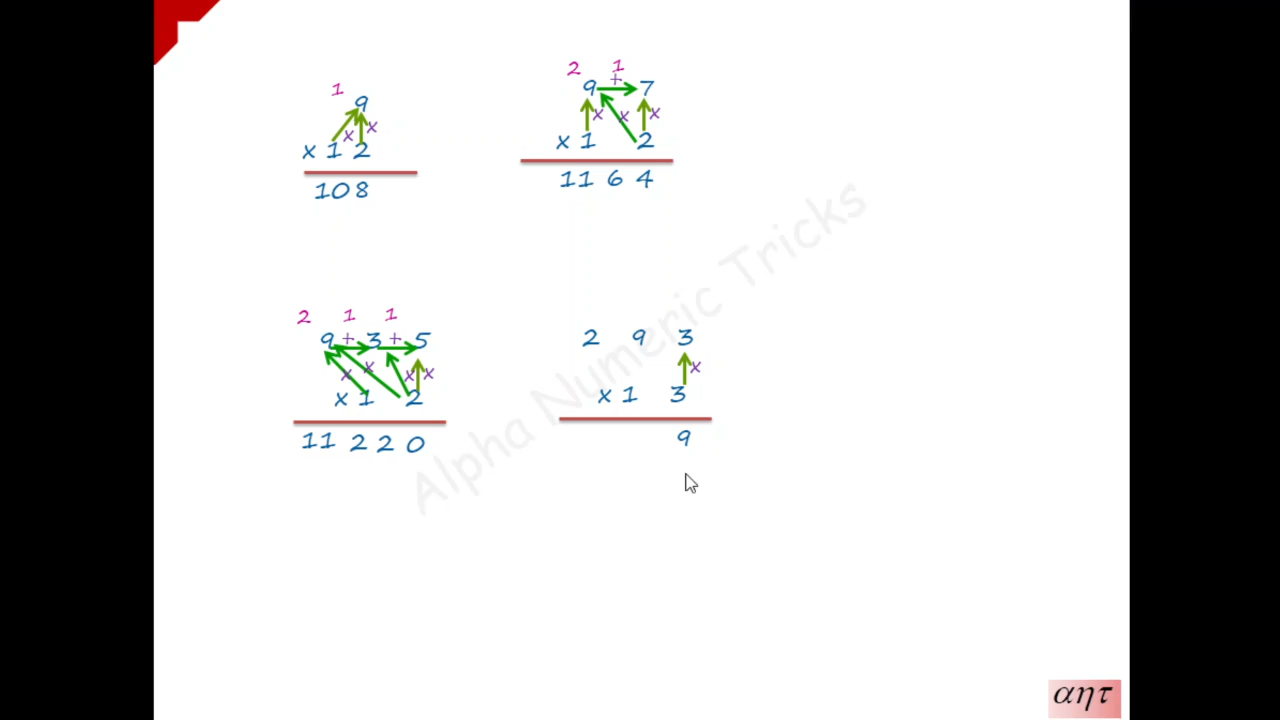 1
9
x 1 2
108
2 1
9 + 7
x x x
x 1 2
11 6 4
2 1 1
9 + 3 + 5
x x x x
x 1 2
11 2 2 0
2 9 3
x
x 1 3
9
x x
Alpha Numeric Tricks
αητ